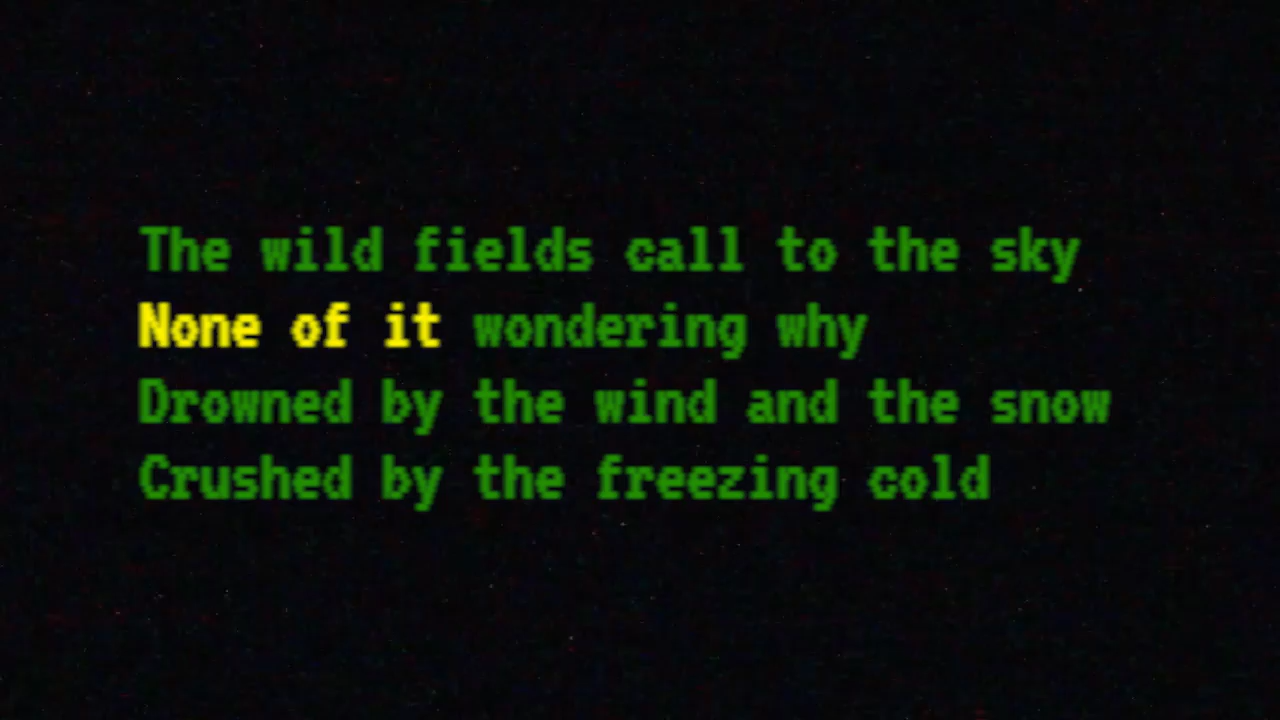 The wild fields call to the sky
None of it wondering why
Drowned by the wind and the snow
Crushed by the freezing cold